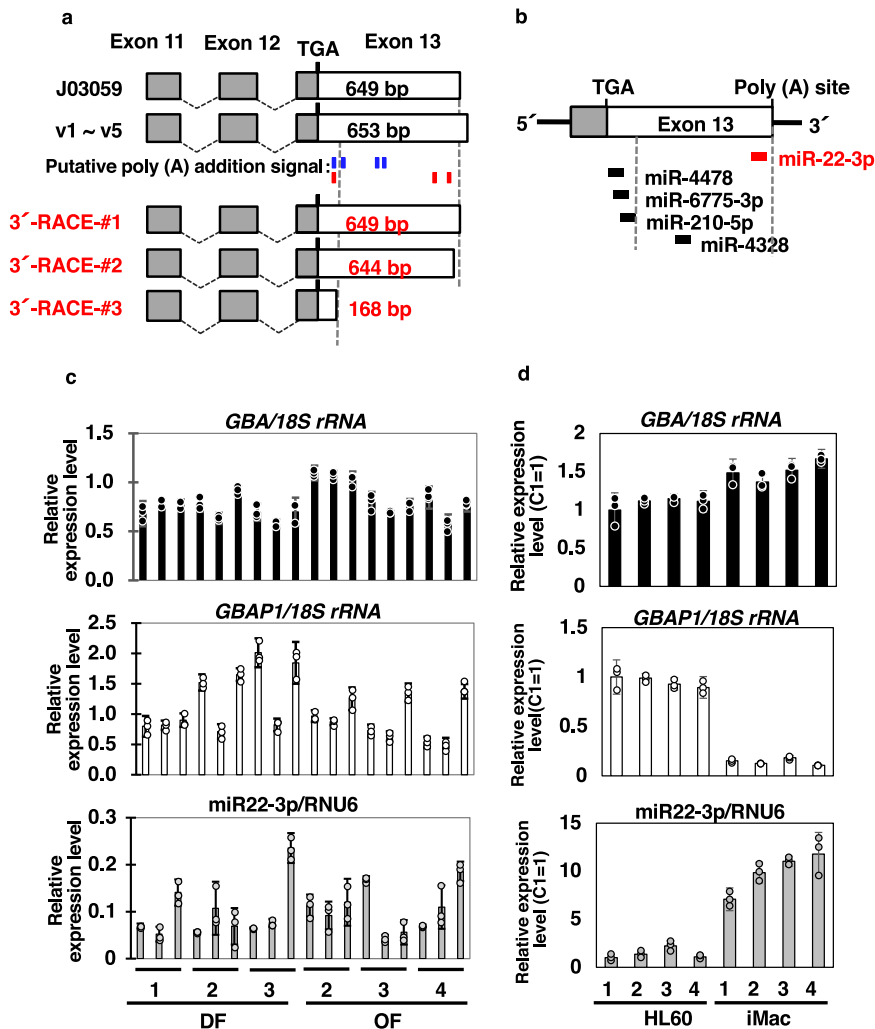 a
Exon 11 Exon 12 TGA Exon 13
J03059 649 bp
v1 ~ v5 653 bp
Putative poly (A) addition signal:
3´-RACE-#1 649 bp
3´-RACE-#2 644 bp
3´-RACE-#3 168 bp
b
TGA Poly (A) site
5´ Exon 13 3´
miR-22-3p
miR-4478
miR-6775-3p
miR-210-5p
miR-4328
c
GBA/18S rRNA
Relative
expression level
1.5
1.0
0.5
0.0
GBAP1/18S rRNA
Relative
expression level
2.5
2.0
1.5
1.0
0.5
0.0
miR22-3p/RNU6
Relative
expression level
0.3
0.2
0.1
0
1 2 3 2 3 4
DF OF
d
GBA/18S rRNA
Relative expression
level (C1=1)
2
1.5
1
0.5
0
GBAP1/18S rRNA
Relative expression
level(C1=1)
1
0.5
0
miR22-3p/RNU6
Relative expression
level (C1=1)
15
10
5
0
1 2 3 4 1 2 3 4
HL60 iMac